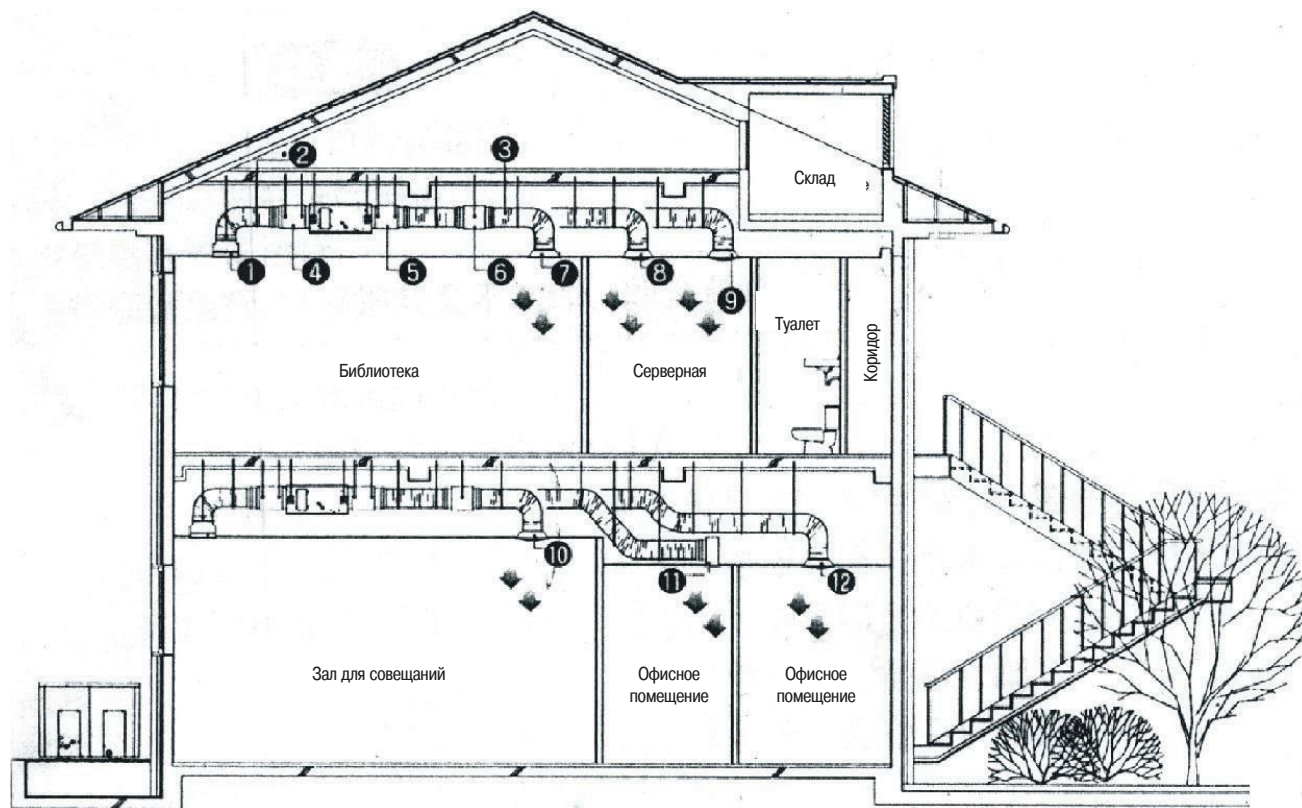 2
3
Склад
1
4
5
6
7
8
9
Туалет
Библиотека
Серверная
Коридор
10
11
12
Зал для совещаний
Офисное
помещение
Офисное
помещение